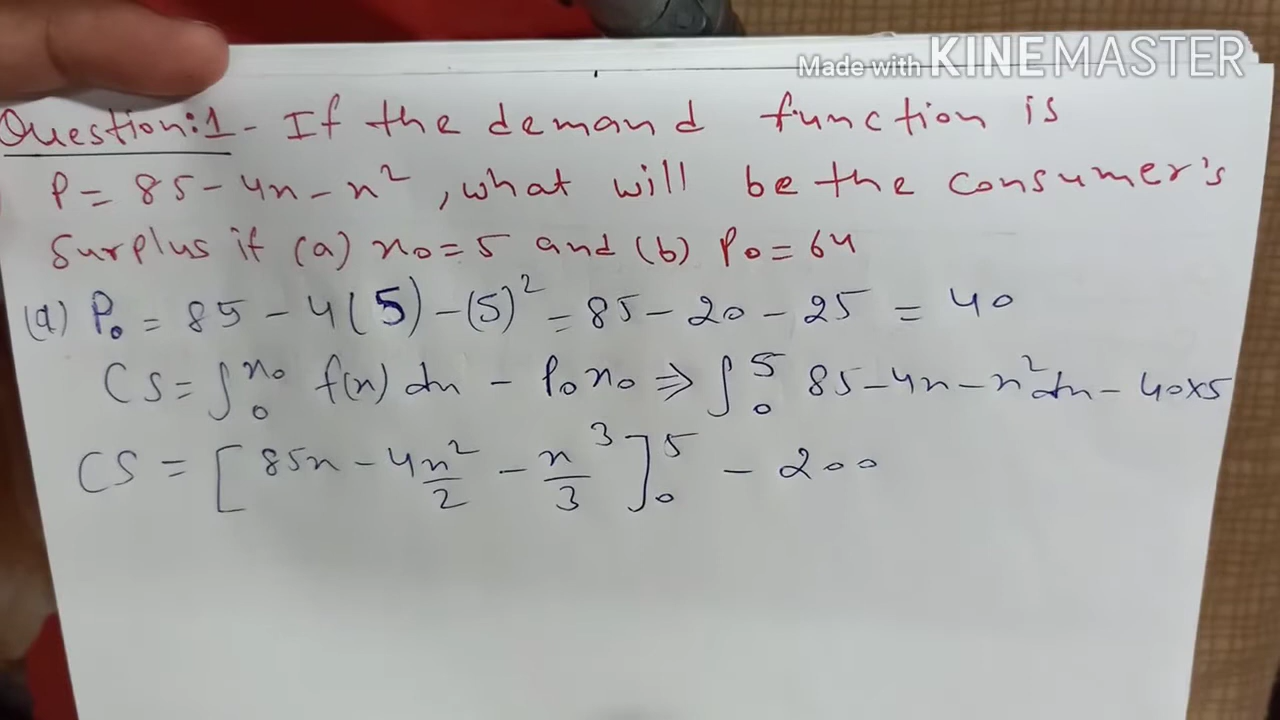 Made with KINEMASTER
Question:1- If the demand function is
P = 85 - 4x - x², what will be the consumer's
surplus if (a) x₀ = 5 and (b) P₀ = 64
(a) P₀ = 85 - 4(5) - (5)² = 85 - 20 - 25 = 40
CS = ∫₀^x₀ f(x) dx - P₀x₀ ⇒ ∫₀⁵ 85 - 4x - x² dx - 40×5
CS = [85x - 4x²/2 - x³/3]₀⁵ - 200